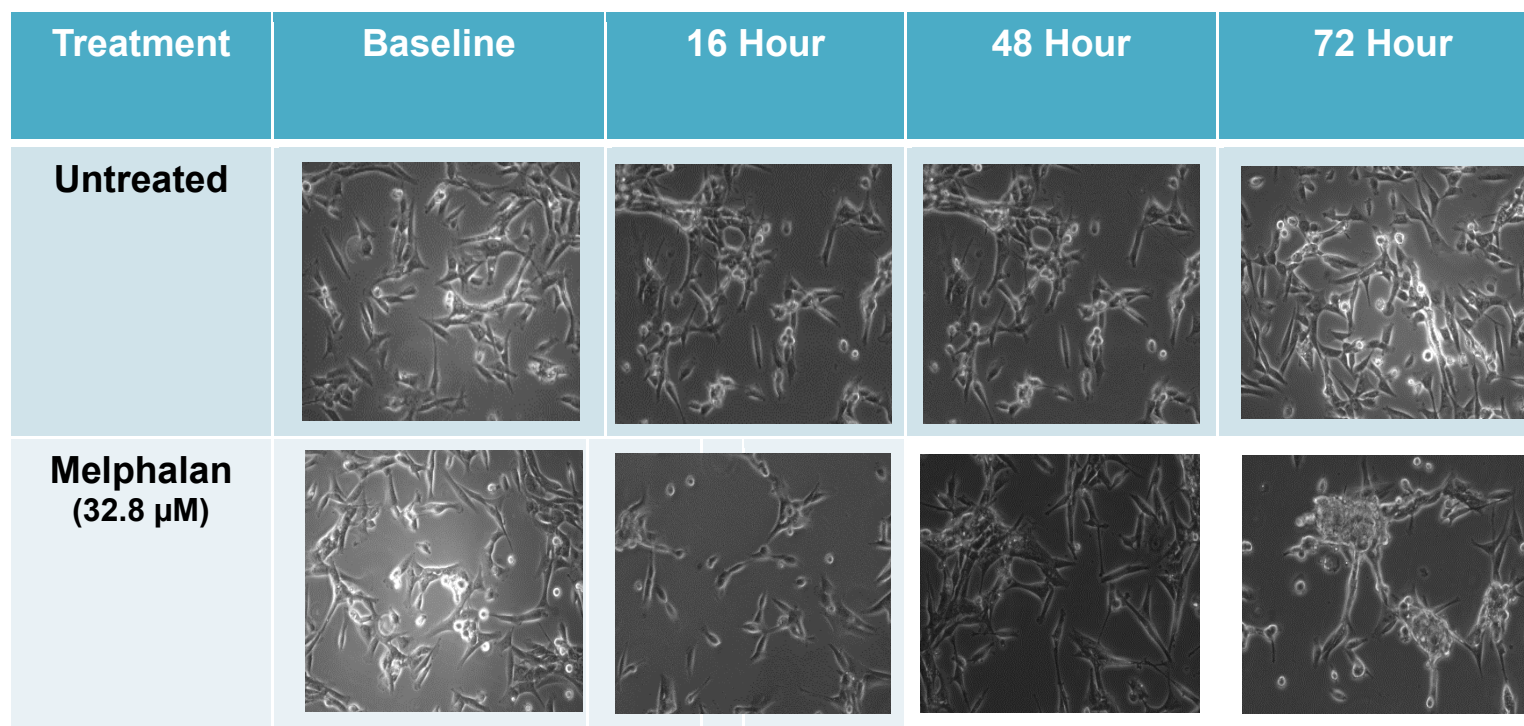 Treatment
Baseline
16 Hour
48 Hour
72 Hour
Untreated
Melphalan
(32.8 µM)